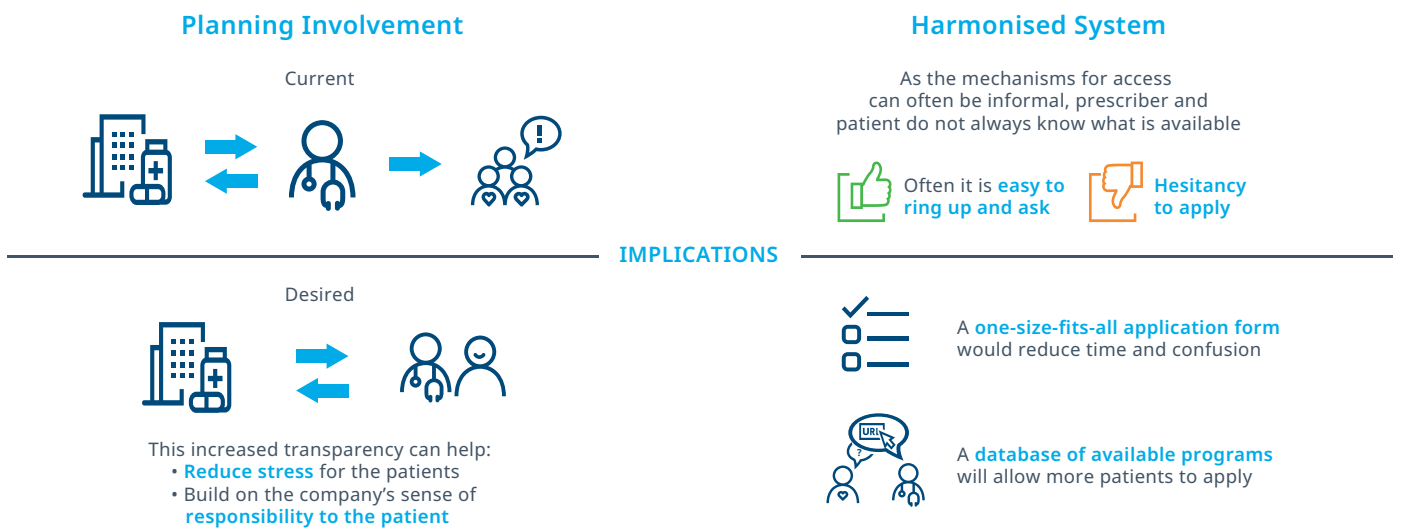 Planning Involvement
Current
!
Desired
This increased transparency can help:
• Reduce stress for the patients
• Build on the company’s sense of
responsibility to the patient
IMPLICATIONS
Harmonised System
As the mechanisms for access
can often be informal, prescriber and
patient do not always know what is available
Often it is easy to
ring up and ask
Hesitancy
to apply
A one-size-fits-all application form
would reduce time and confusion
URL
?
A database of available programs
will allow more patients to apply